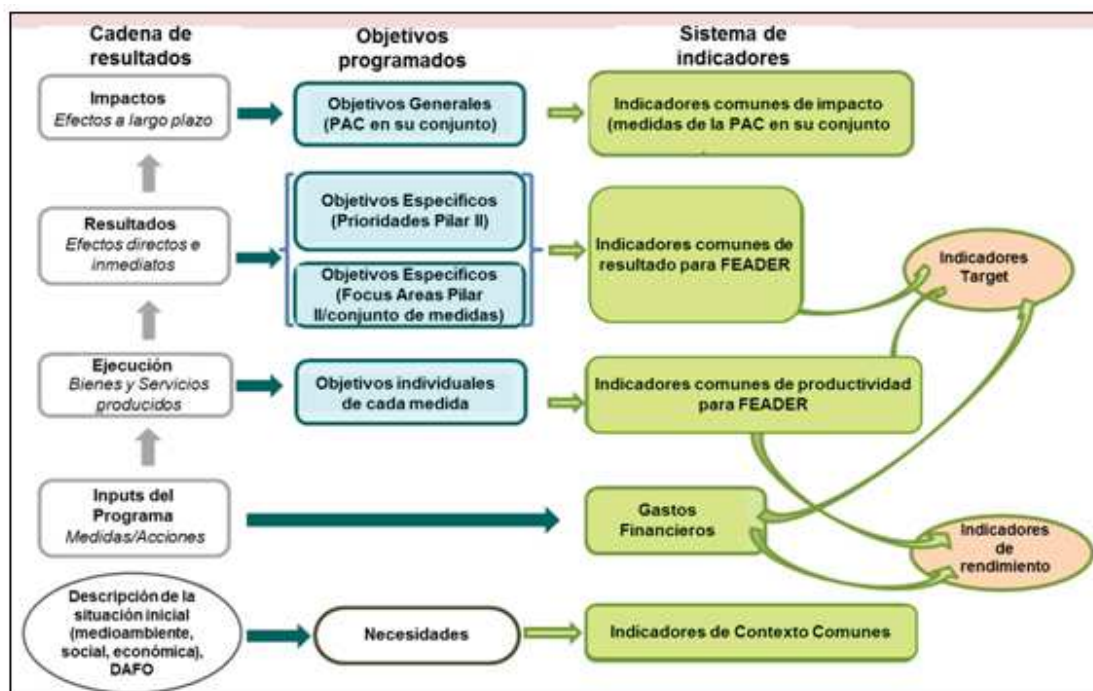 Cadena de
resultados
Objetivos
programados
Sistema de
indicadores
Impactos
Efectos a largo plazo
Objetivos Generales
(PAC en su conjunto)
Indicadores comunes de impacto
(medidas de la PAC en su conjunto
Resultados
Efectos directos e
inmediatos
Objetivos Especificos
(Prioridades Pilar II)
Objetivos Específicos
(Focus Areas Pilar
II/conjunto de medidas)
Indicadores comunes de
resultado para FEADER
Indicadores
Target
Ejecución
Bienes y Servicios
producidos
Objetivos individuales
de cada medida
Indicadores comunes de productividad
para FEADER
Inputs del
Programa
Medidas/Acciones
Gastos
Financieros
Indicadores
de
rendimiento
Descripción de la
situación inicial
(medioambiente,
social, económica),
DAFO
Necesidades
Indicadores de Contexto Comunes